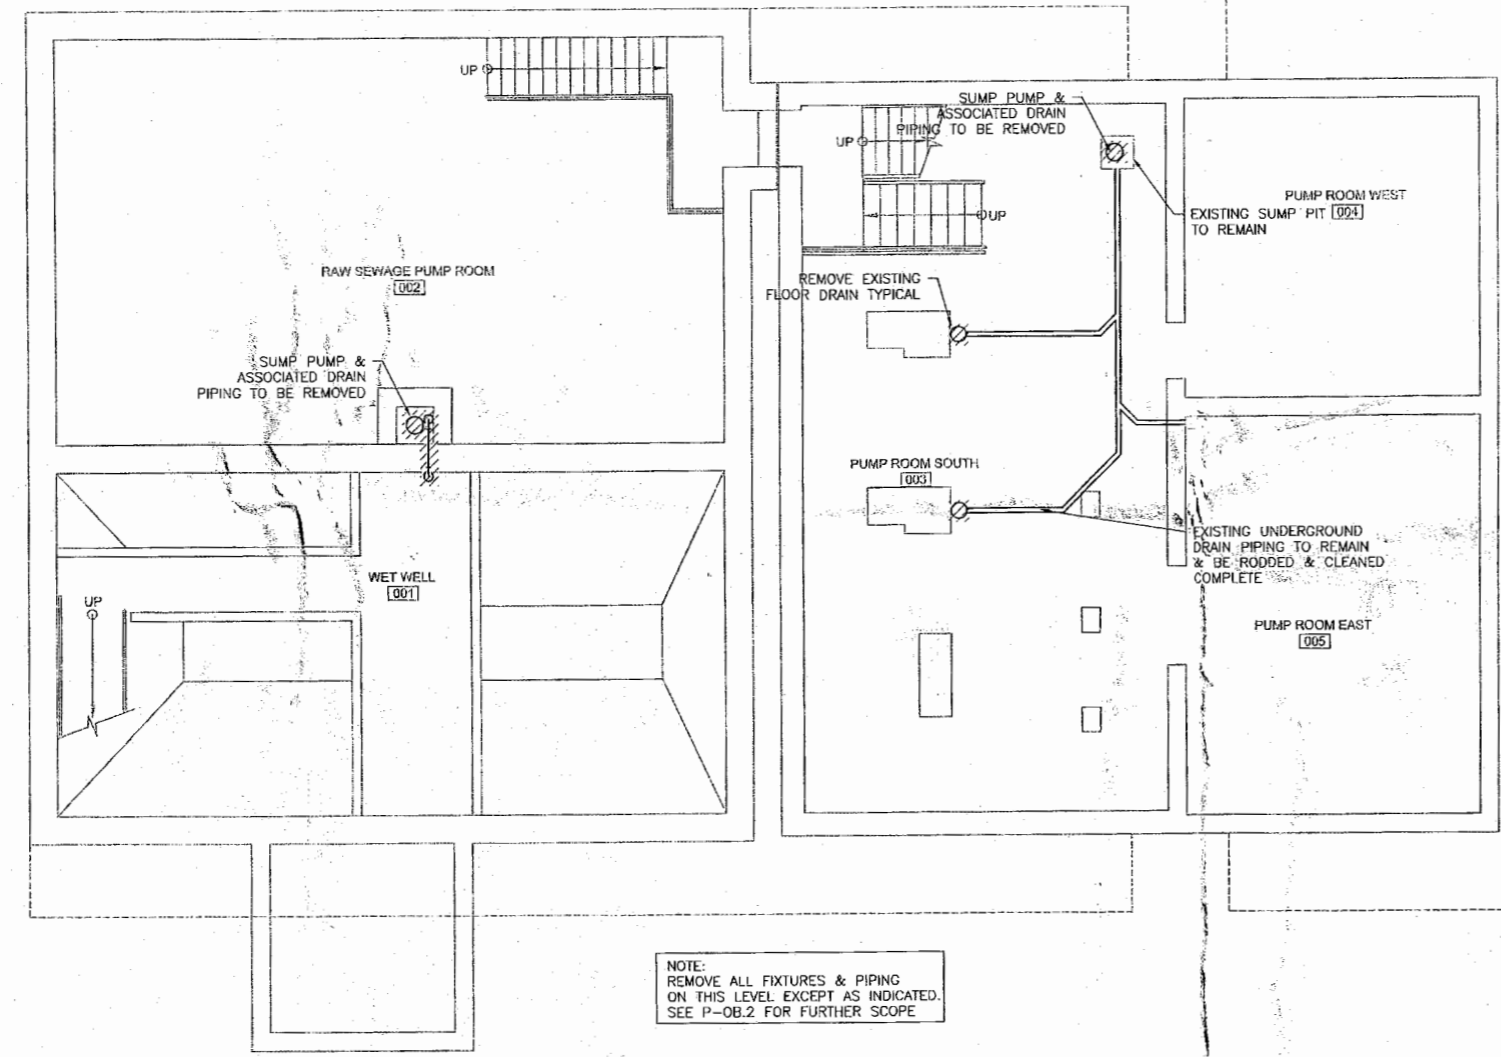 UP
SUMP PUMP &
ASSOCIATED DRAIN
PIPING TO BE REMOVED
UP
PUMP ROOM WEST
004
EXISTING SUMP PIT
TO REMAIN
UP
RAW SEWAGE PUMP ROOM
002
REMOVE EXISTING
FLOOR DRAIN TYPICAL
SUMP PUMP &
ASSOCIATED DRAIN
PIPING TO BE REMOVED
PUMP ROOM SOUTH
003
EXISTING UNDERGROUND
DRAIN PIPING TO REMAIN
& BE RODDED & CLEANED
COMPLETE
WET WELL
001
UP
PUMP ROOM EAST
005
NOTE:
REMOVE ALL FIXTURES & PIPING
ON THIS LEVEL EXCEPT AS INDICATED.
SEE P-0B.2 FOR FURTHER SCOPE